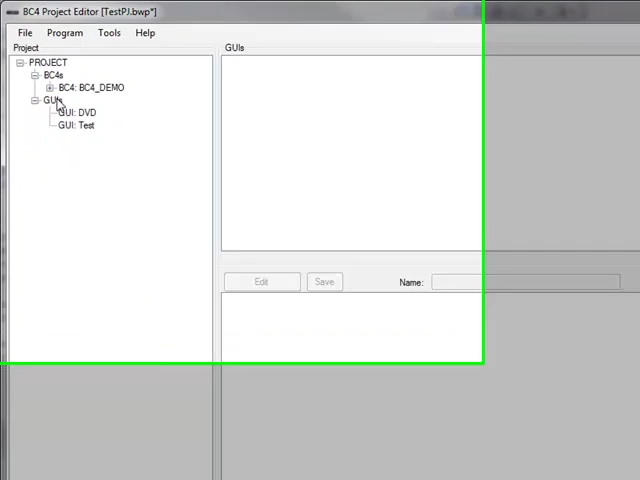 BC4 Project Editor [TestPJ.bwp*]
File Program Tools Help
Project
GUIs
PROJECT
BC4s
BC4: BC4_DEMO
GUIs
GUI: DVD
GUI: Test
Edit Save Name: